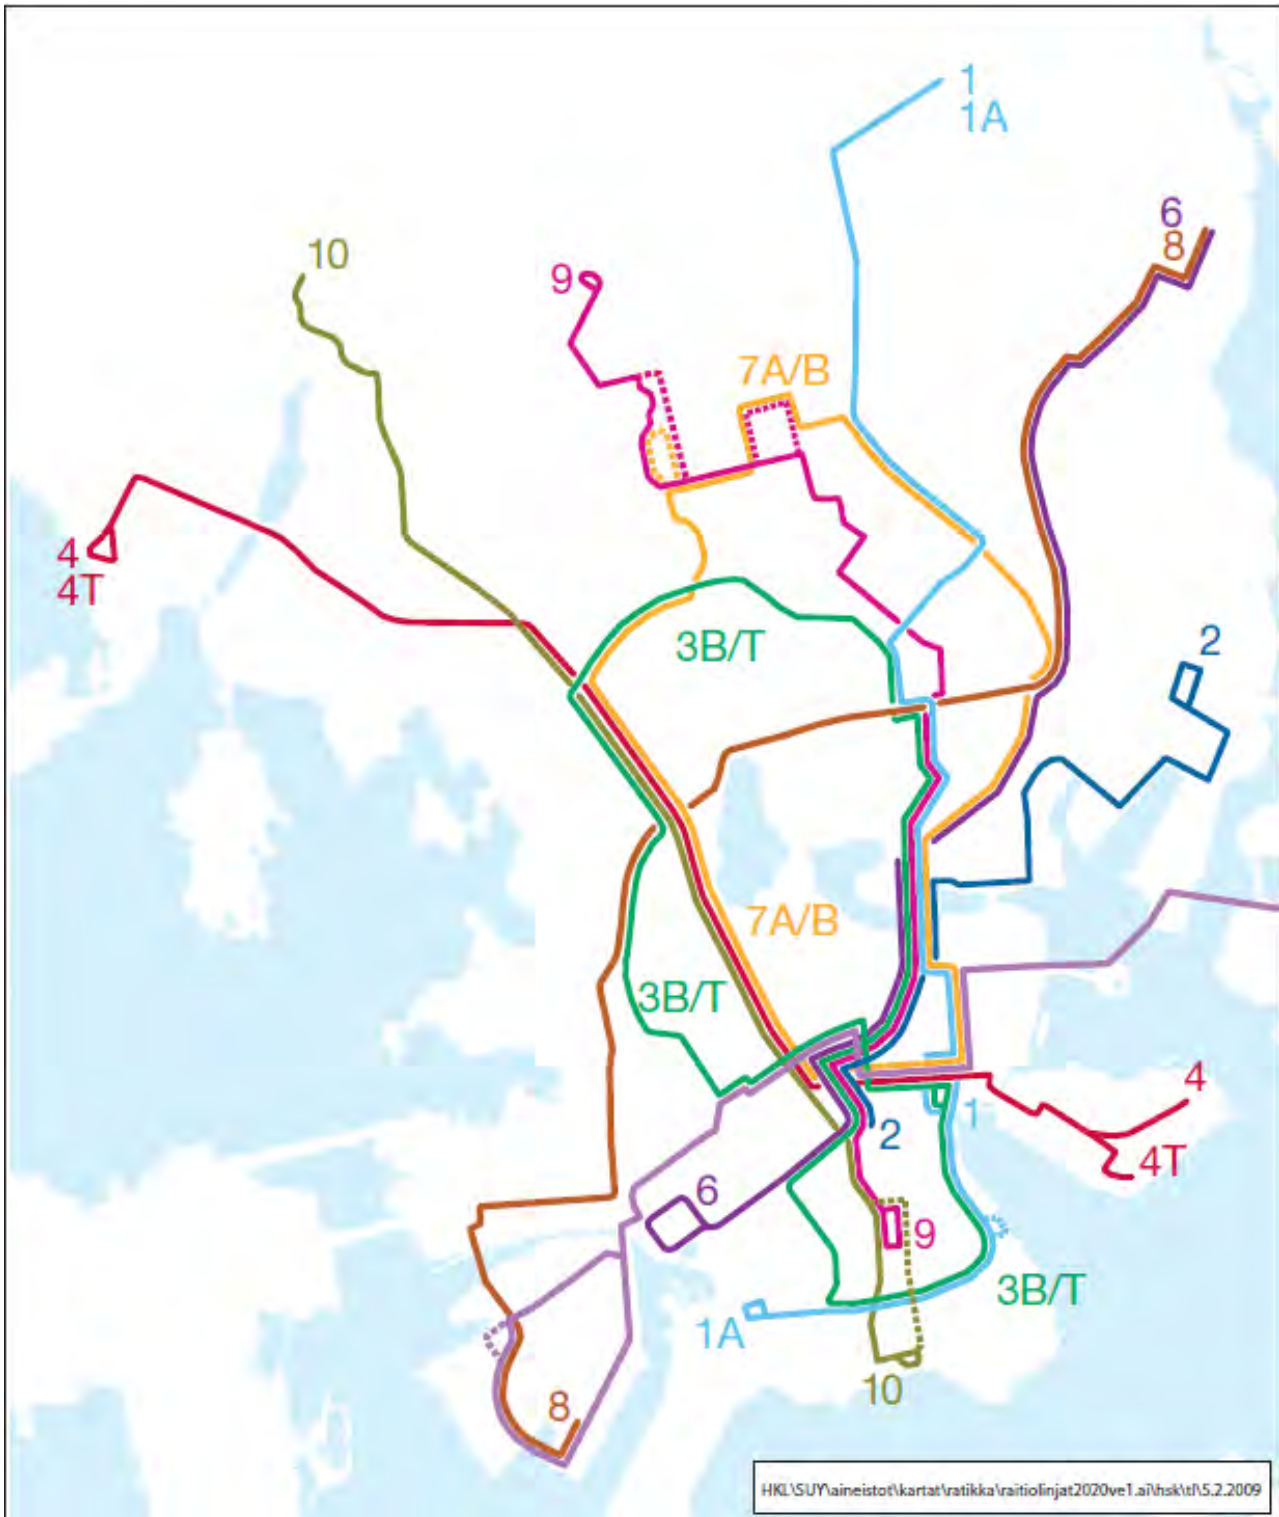 1
1A
6
8
10
9
7A/B
4
4T
3B/T
2
7A/B
3B/T
4
1
2
4T
6
9
3B/T
1A
10
8
HKL\SUY\aineistot\kartat\ratikka\raitiolinjat2020ve1.ai\hsk\tl\5.2.2009